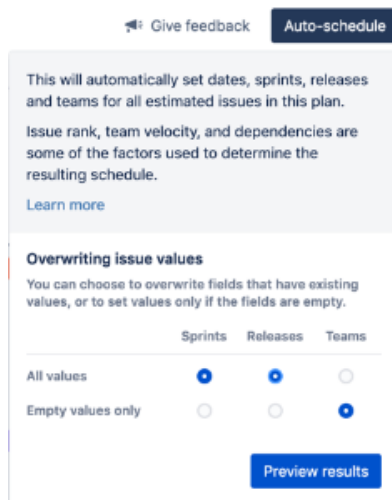 Give feedback Auto-schedule
This will automatically set dates, sprints, releases
and teams for all estimated issues in this plan.
Issue rank, team velocity, and dependencies are
some of the factors used to determine the
resulting schedule.
Learn more
Overwriting issue values
You can choose to overwrite fields that have existing
values, or to set values only if the fields are empty.
Sprints Releases Teams
All values
Empty values only
Preview results